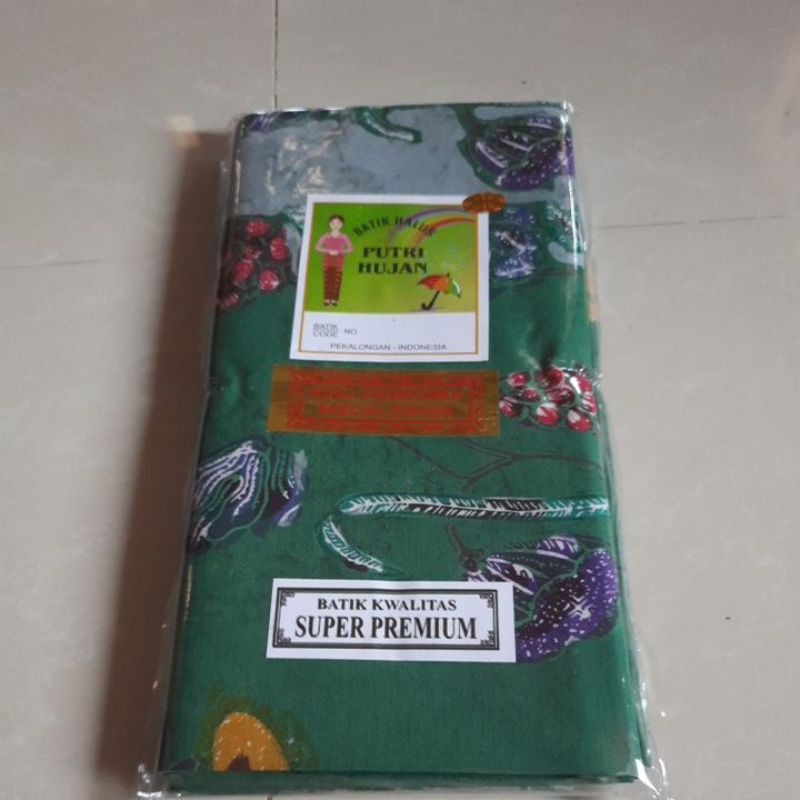 BATIK HALUS
PUTRI
HUJAN
BATIK
CODE NO
PEKALONGAN - INDONESIA
BATIK KWALITAS
SUPER PREMIUM